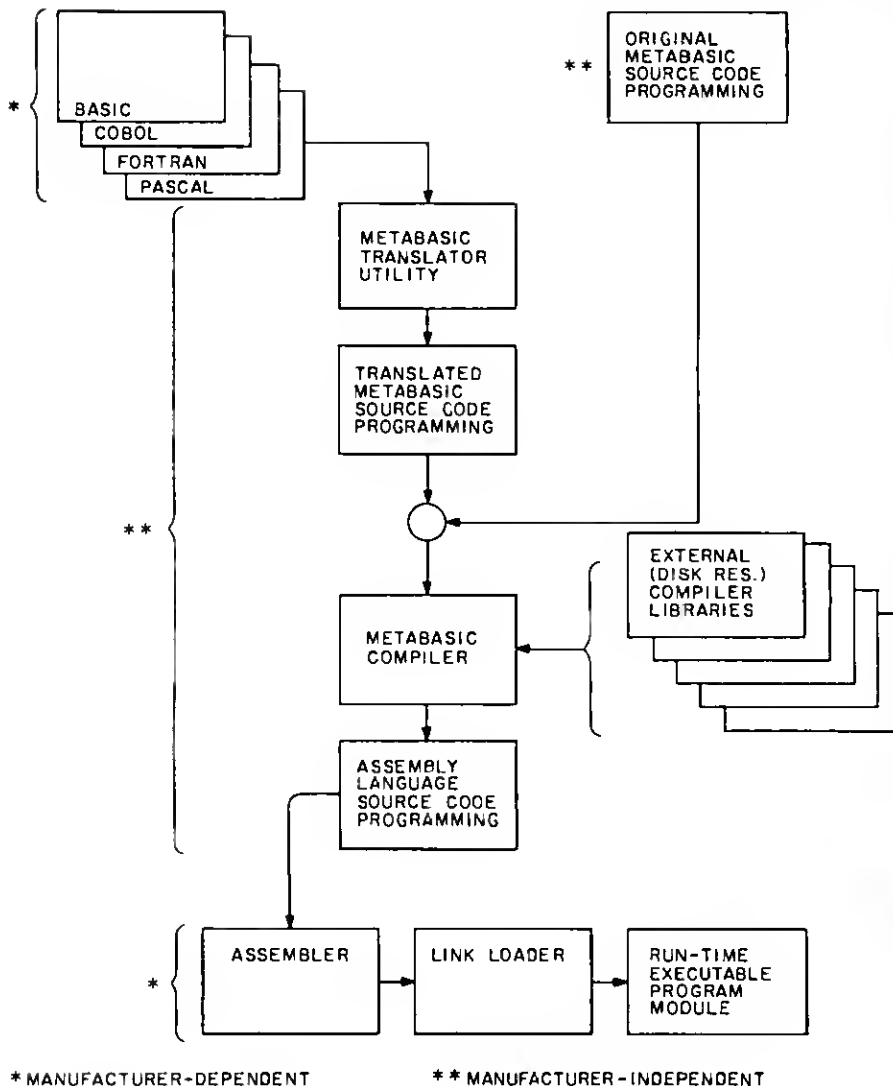 *
BASIC
COBOL
FORTRAN
PASCAL
**
ORIGINAL
METABASIC
SOURCE CODE
PROGRAMMING
METABASIC
TRANSLATOR
UTILITY
TRANSLATED
METABASIC
SOURCE CODE
PROGRAMMING
**
EXTERNAL
(DISK RES.)
COMPILER
LIBRARIES
METABASIC
COMPILER
ASSEMBLY
LANGUAGE
SOURCE CODE
PROGRAMMING
*
ASSEMBLER
LINK LOADER
RUN-TIME
EXECUTABLE
PROGRAM
MODULE
* MANUFACTURER-DEPENDENT
** MANUFACTURER-INDEPENDENT